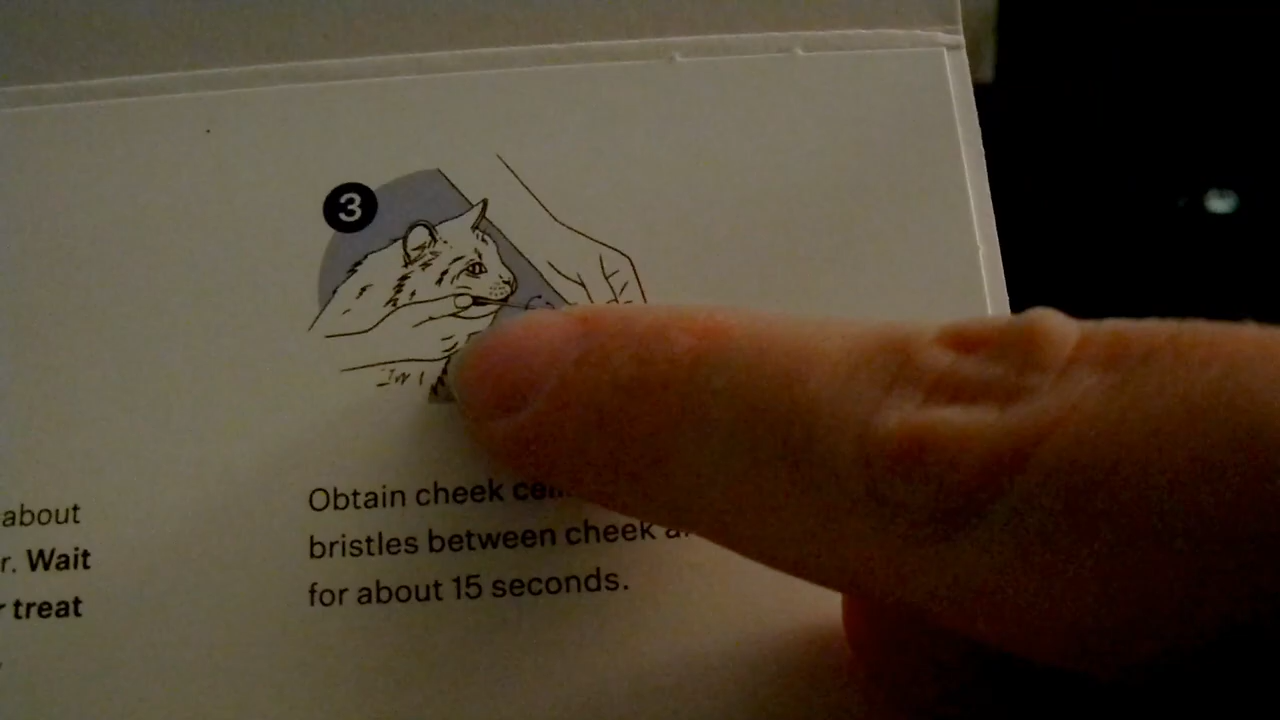 3
about
r. Wait
r treat
Obtain cheek
bristles between cheek
for about 15 seconds.